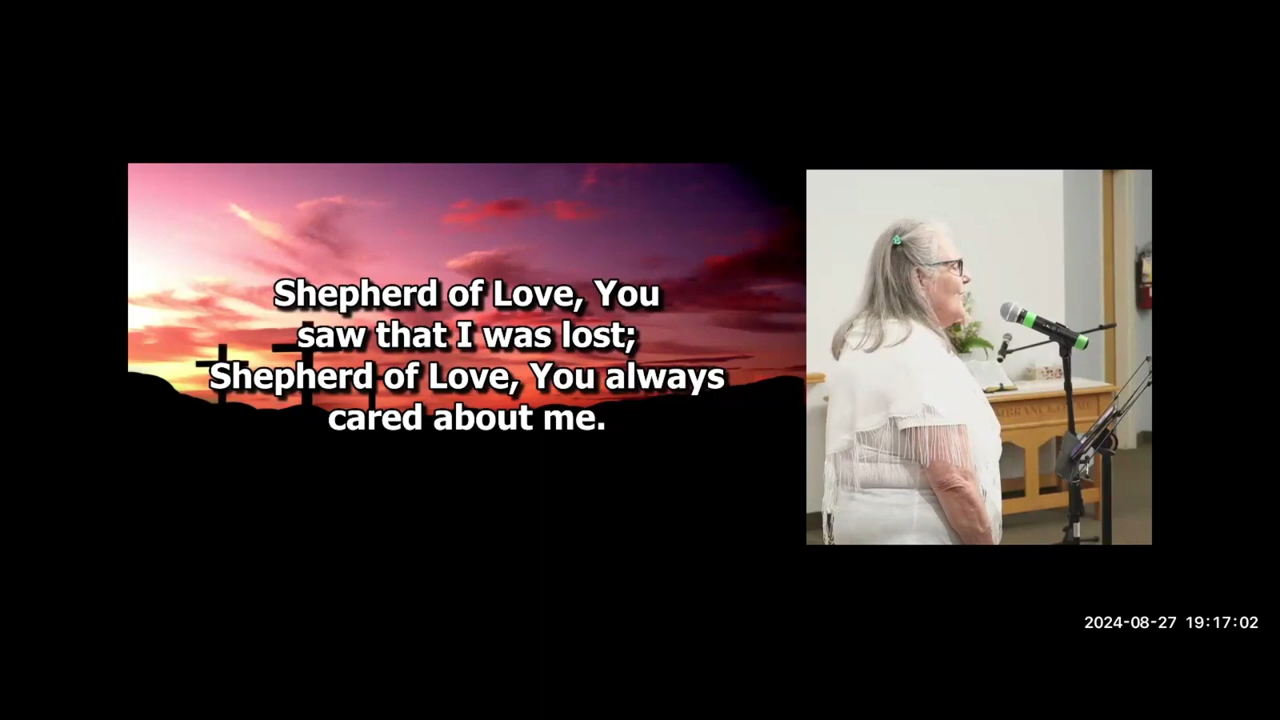 Shepherd of Love, You
saw that I was lost;
Shepherd of Love, You always
cared about me.
2024-08-27 19:17:02